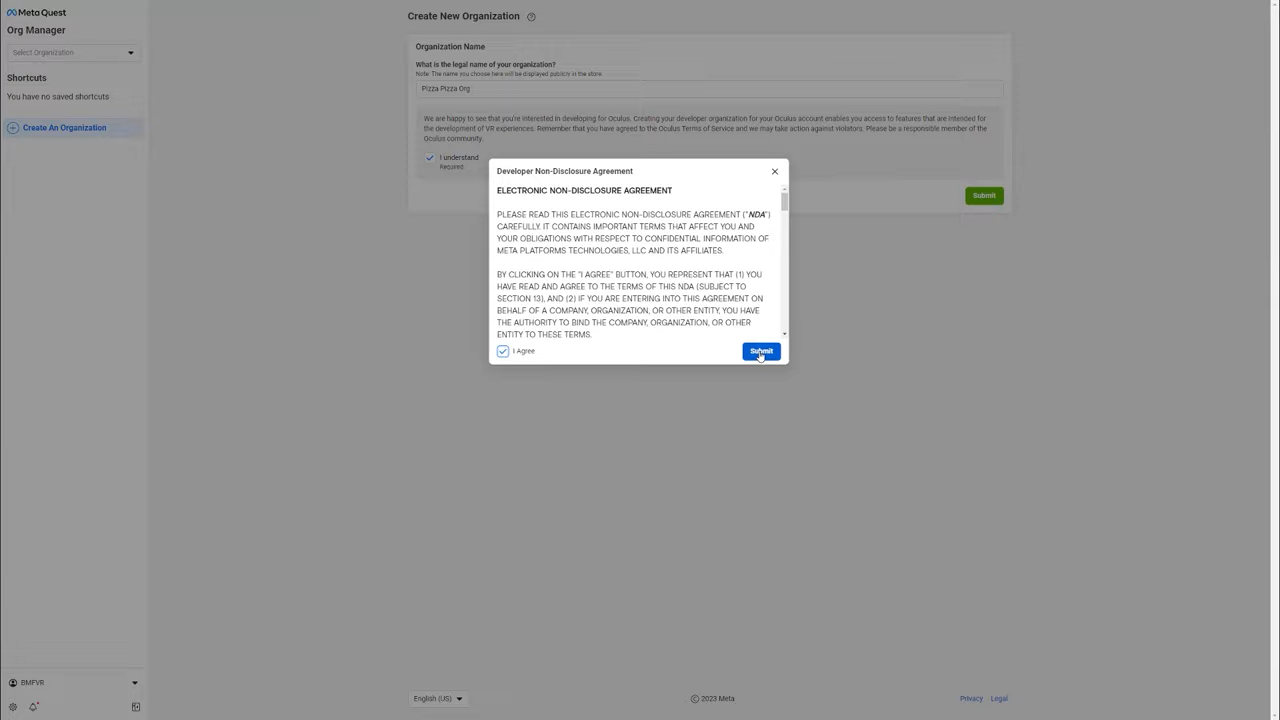 Meta Quest
Org Manager
Select Organization
Shortcuts
You have no saved shortcuts
Create An Organization
BMFVR
Create New Organization
Organization Name
What is the legal name of your organization?
Note: The name you choose here will be displayed publicly in the store.
Pizza Pizza Org
We are happy to see that you're interested in developing for Oculus. Creating your developer organization for your Oculus account enables you to access to features that are intended for
the development of VR experiences. Remember that you have agreed to the Oculus Terms of Service and we may take action against violators. Please be a responsible member of the
Oculus community.
I understand
Required.
Submit
Developer Non-Disclosure Agreement
ELECTRONIC NON-DISCLOSURE AGREEMENT
PLEASE READ THIS ELECTRONIC NON-DISCLOSURE AGREEMENT ("NDA")
CAREFULLY. IT CONTAINS IMPORTANT TERMS THAT AFFECT YOU AND
YOUR OBLIGATIONS WITH RESPECT TO CONFIDENTIAL INFORMATION OF
META PLATFORMS TECHNOLOGIES, LLC AND ITS AFFILIATES.
BY CLICKING ON THE "I AGREE" BUTTON, YOU REPRESENT THAT (1) YOU
HAVE READ AND AGREE TO THE TERMS OF THIS NDA (SUBJECT TO
SECTION 13), AND (2) IF YOU ARE ENTERING INTO THIS AGREEMENT ON
BEHALF OF A COMPANY, ORGANIZATION, OR OTHER ENTITY, YOU HAVE
THE AUTHORITY TO BIND THE COMPANY, ORGANIZATION, OR OTHER
ENTITY TO THESE TERMS.
I Agree
Submit
English (US)
© 2023 Meta
Privacy
Legal